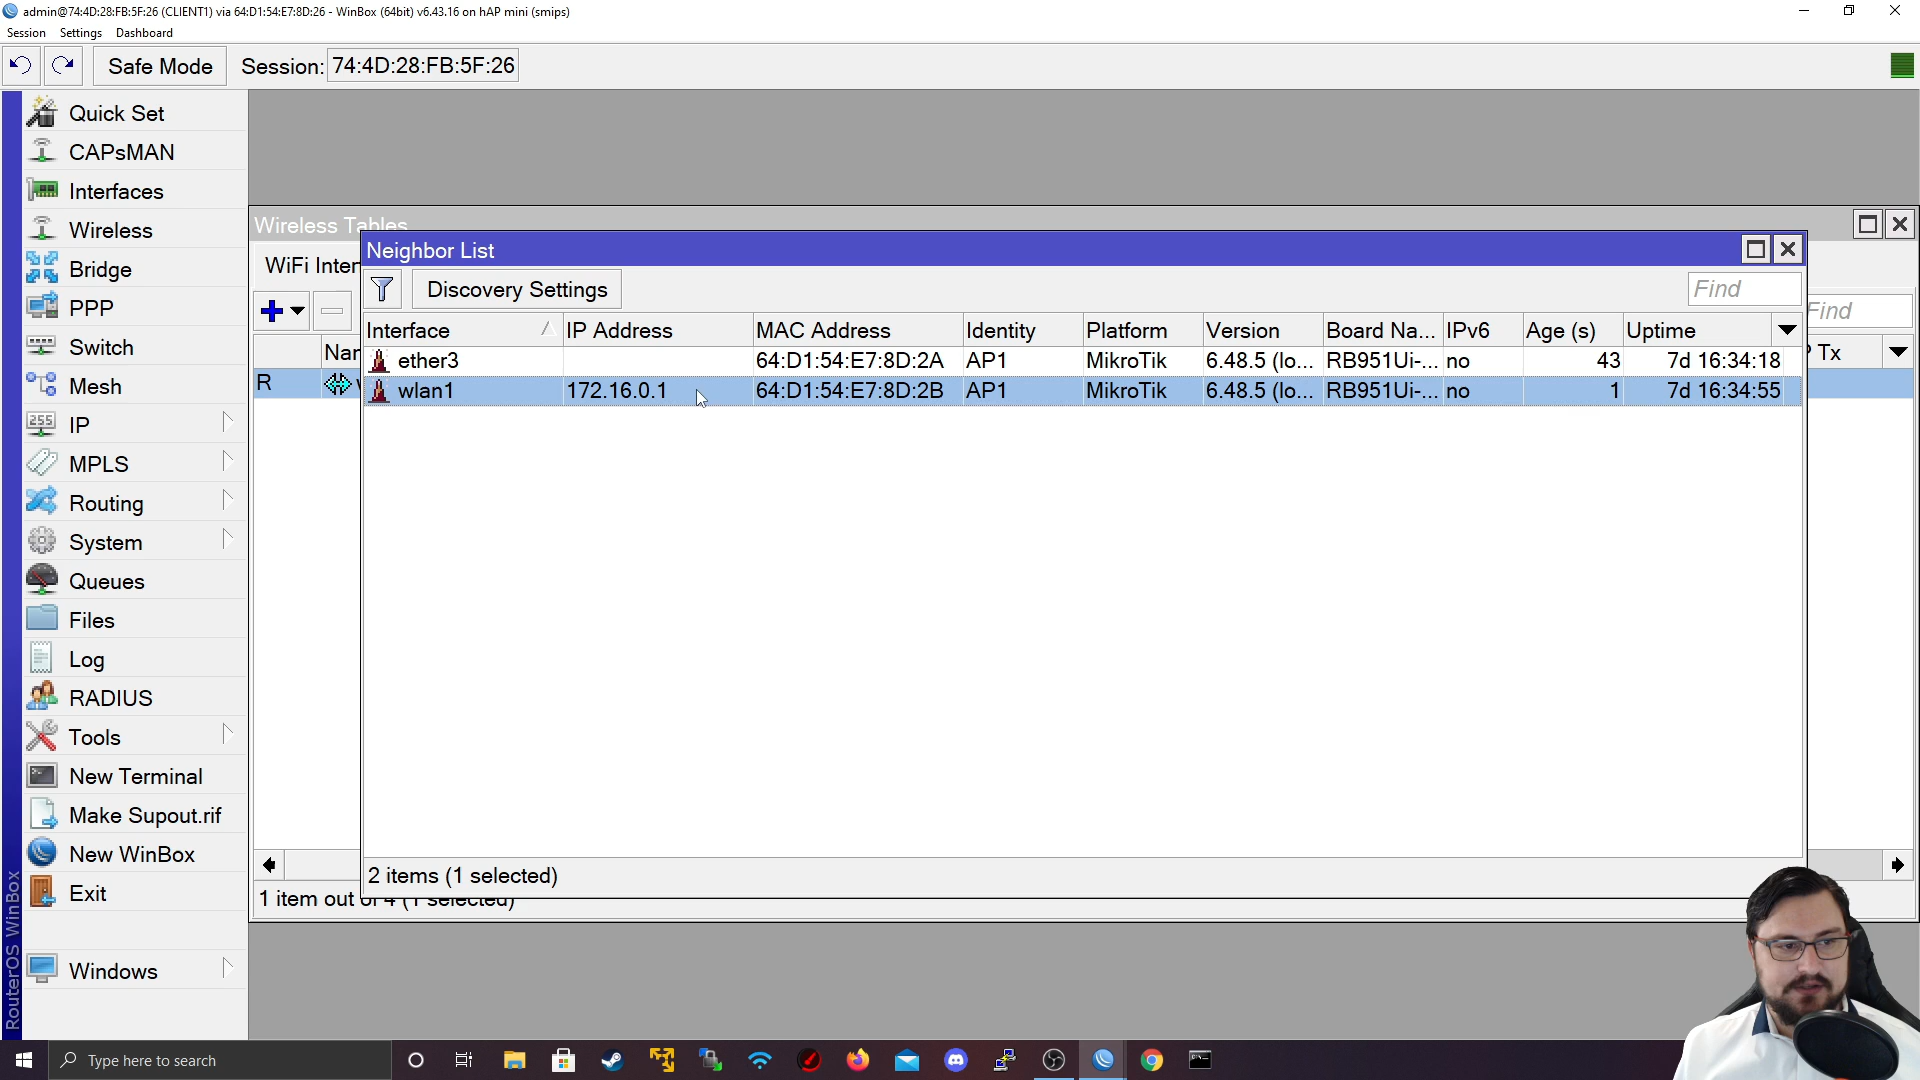 admin@74:4D:28:FB:5F:26 (CLIENT1) via 64:D1:54:E7:8D:26 - WinBox (64bit) v6.43.16 on hAP mini (smips)
Session Settings Dashboard
Safe Mode Session: 74:4D:28:FB:5F:26
Quick Set
CAPsMAN
Interfaces
Wireless
Bridge
PPP
Switch
Mesh
IP
MPLS
Routing
System
Queues
Files
Log
RADIUS
Tools
New Terminal
Make Supout.rif
New WinBox
Exit
Windows
RouterOS WinBox
Wireless Tables
WiFi Inter
Find
Nar
Tx
R
1 item out of 4 (1 selected)
Neighbor List
Discovery Settings
Find
Interface IP Address MAC Address Identity Platform Version Board Na... IPv6 Age (s) Uptime
ether3 64:D1:54:E7:8D:2A AP1 MikroTik 6.48.5 (lo... RB951Ui-... no 43 7d 16:34:18
wlan1 172.16.0.1 64:D1:54:E7:8D:2B AP1 MikroTik 6.48.5 (lo... RB951Ui-... no 1 7d 16:34:55
2 items (1 selected)
Type here to search